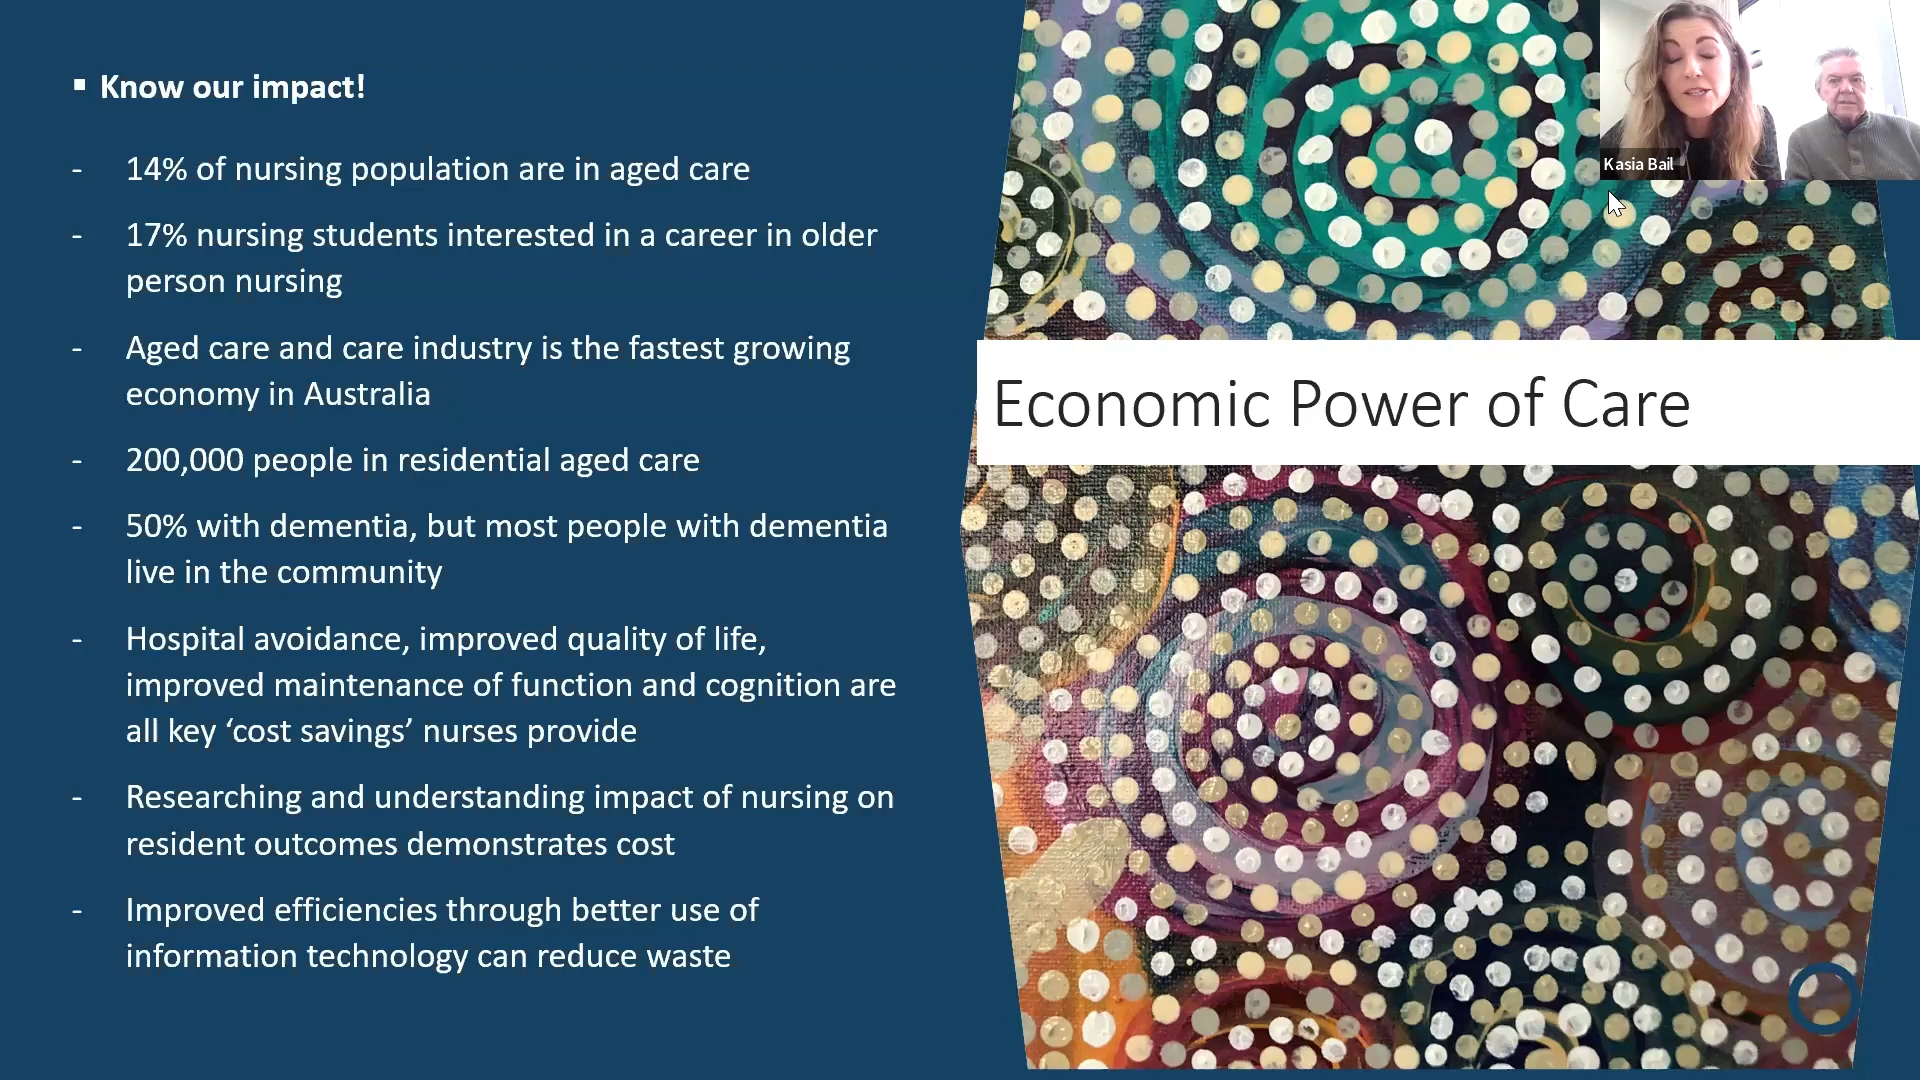 ▪ Know our impact!
- 14% of nursing population are in aged care
- 17% nursing students interested in a career in older
person nursing
- Aged care and care industry is the fastest growing
economy in Australia
- 200,000 people in residential aged care
- 50% with dementia, but most people with dementia
live in the community
- Hospital avoidance, improved quality of life,
improved maintenance of function and cognition are
all key ‘cost savings’ nurses provide
- Researching and understanding impact of nursing on
resident outcomes demonstrates cost
- Improved efficiencies through better use of
information technology can reduce waste
Economic Power of Care
Kasia Bail